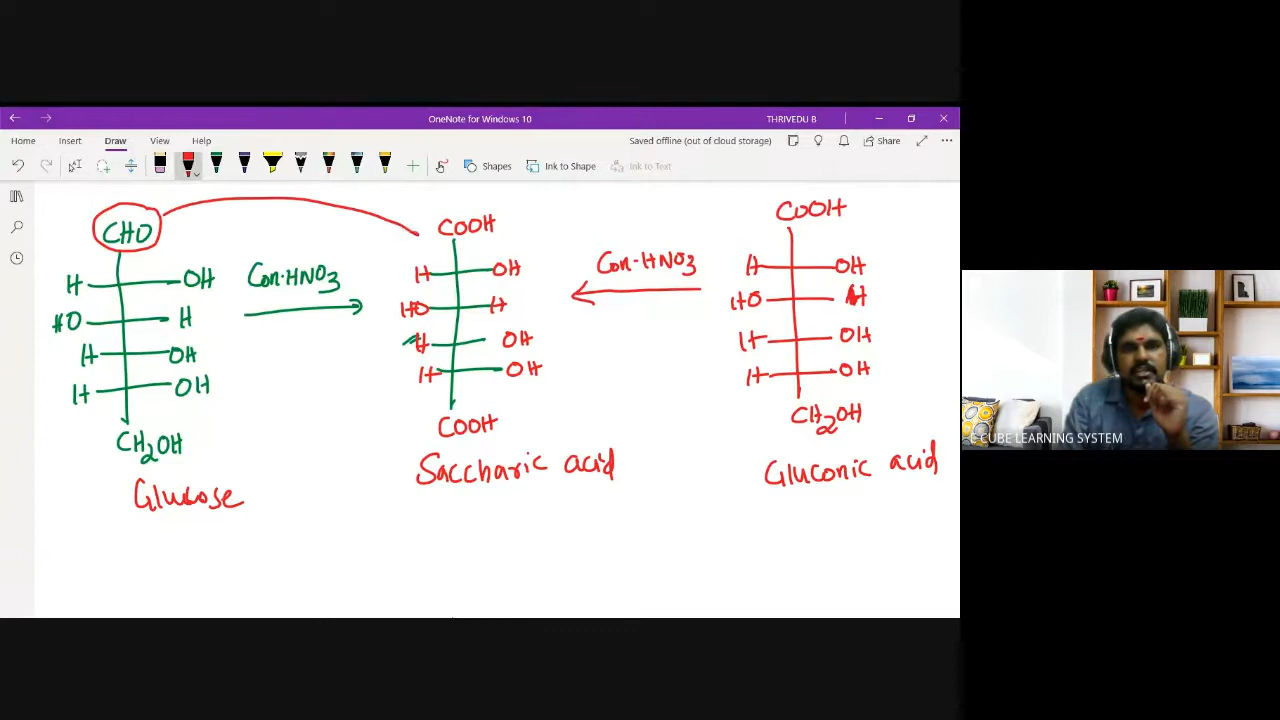 OneNote for Windows 10
THRIVEDU B
Home Insert Draw View Help
Saved offline (out of cloud storage)
Share
Shapes
Ink to Shape
Ink to Text
CHO
H OH
HO H
H OH
H OH
CH2OH
Glucose
Con·HNO3
COOH
H OH
HO H
H OH
H OH
COOH
Saccharic acid
Con·HNO3
COOH
H OH
HO H
H OH
H OH
CH2OH
Gluconic acid
C CUBE LEARNING SYSTEM